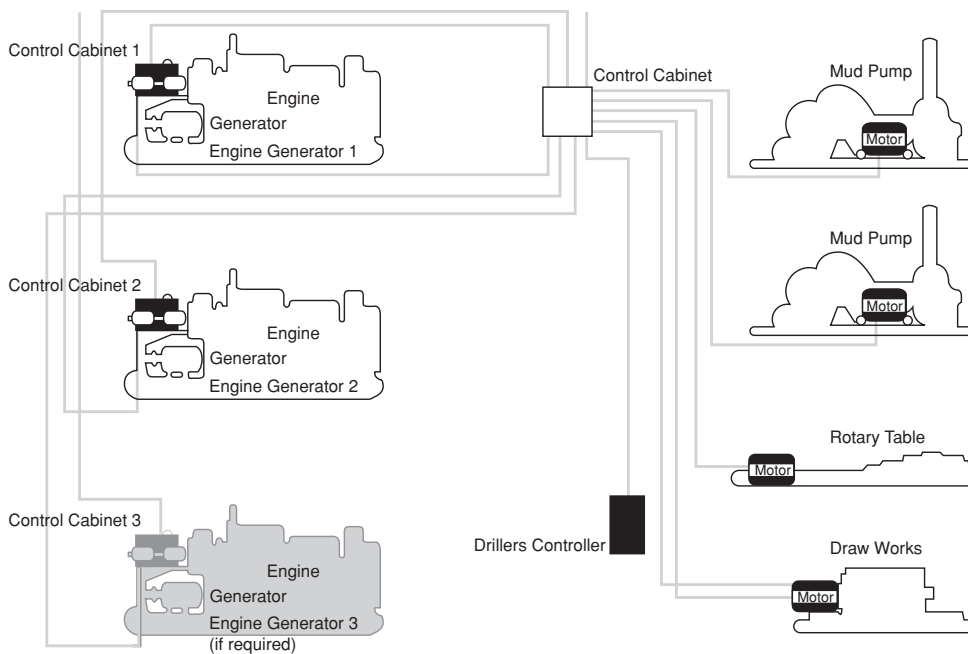 Control Cabinet 1
Engine
Generator
Engine Generator 1
Control Cabinet
Mud Pump
Motor
Mud Pump
Motor
Control Cabinet 2
Engine
Generator
Engine Generator 2
Rotary Table
Motor
Control Cabinet 3
Engine
Generator
Engine Generator 3
(if required)
Drillers Controller
Draw Works
Motor